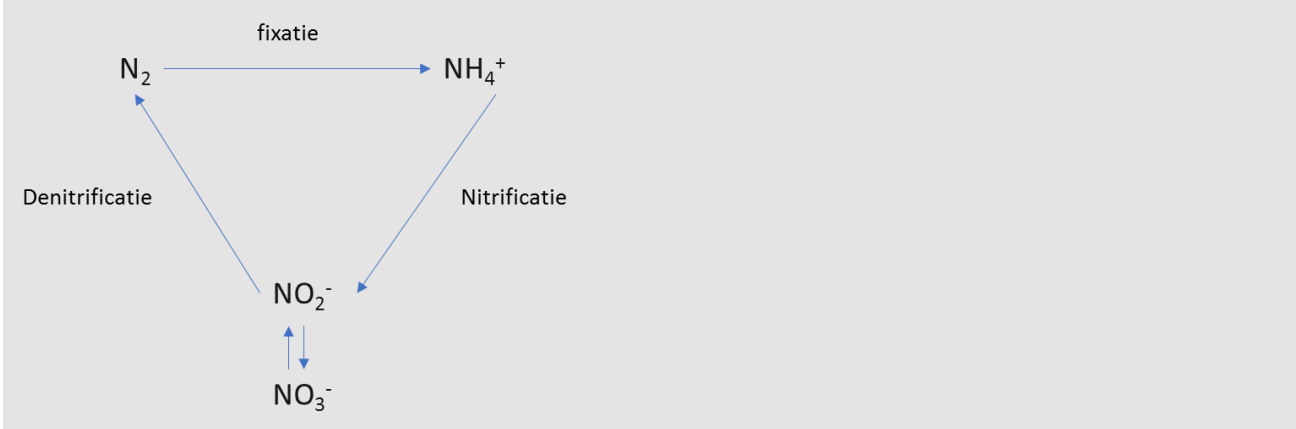 fixatie
N₂
NH₄⁺
Denitrificatie
Nitrificatie
NO₂⁻
NO₃⁻